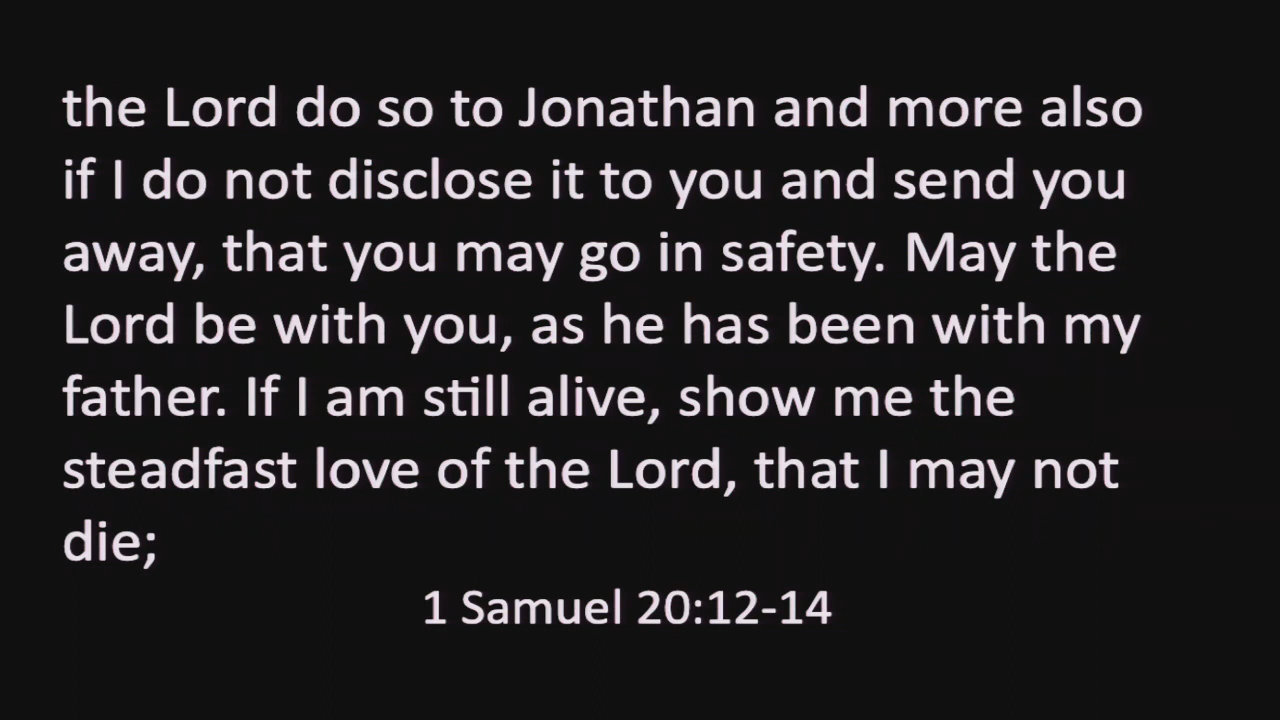 the Lord do so to Jonathan and more also
if I do not disclose it to you and send you
away, that you may go in safety. May the
Lord be with you, as he has been with my
father. If I am still alive, show me the
steadfast love of the Lord, that I may not
die;
1 Samuel 20:12-14